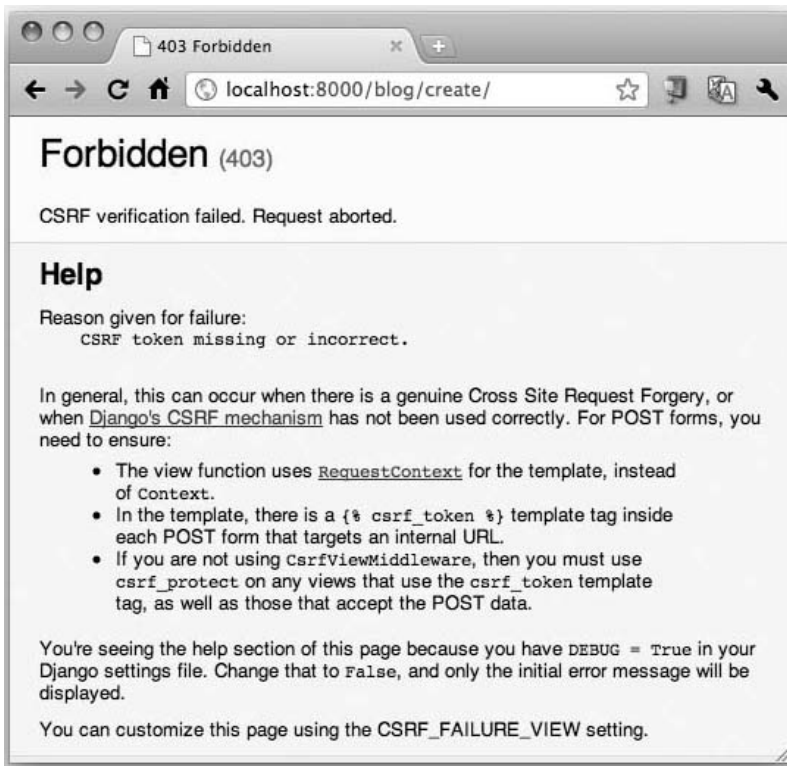 403 Forbidden
localhost:8000/blog/create/
Forbidden (403)
CSRF verification failed. Request aborted.
Help
Reason given for failure:
CSRF token missing or incorrect.
In general, this can occur when there is a genuine Cross Site Request Forgery, or
when Django's CSRF mechanism has not been used correctly. For POST forms, you
need to ensure:
• The view function uses RequestContext for the template, instead
of Context.
• In the template, there is a {% csrf_token %} template tag inside
each POST form that targets an internal URL.
• If you are not using CsrfViewMiddleware, then you must use
csrf_protect on any views that use the csrf_token template
tag, as well as those that accept the POST data.
You're seeing the help section of this page because you have DEBUG = True in your
Django settings file. Change that to False, and only the initial error message will be
displayed.
You can customize this page using the CSRF_FAILURE_VIEW setting.